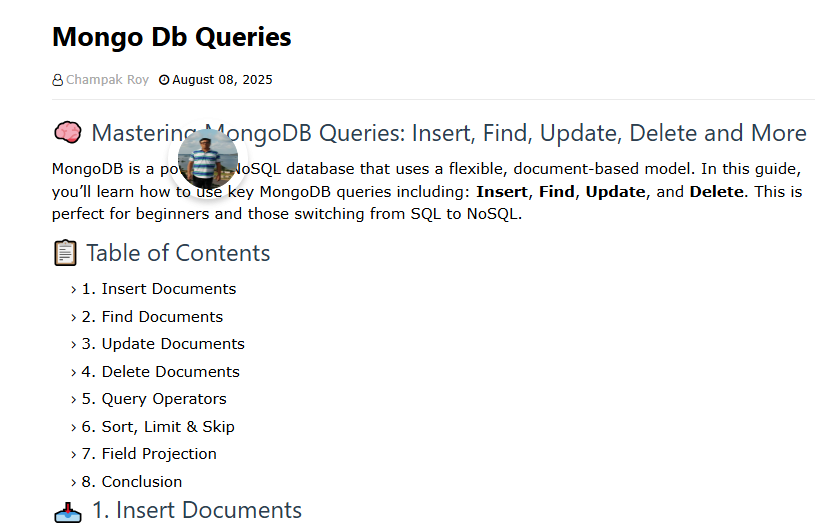 Mongo Db Queries
Champak Roy August 08, 2025
Mastering MongoDB Queries: Insert, Find, Update, Delete and More
MongoDB is a NoSQL database that uses a flexible, document-based model. In this guide,
you’ll learn how to use key MongoDB queries including: Insert, Find, Update, and Delete. This is
perfect for beginners and those switching from SQL to NoSQL.
Table of Contents
› 1. Insert Documents
› 2. Find Documents
› 3. Update Documents
› 4. Delete Documents
› 5. Query Operators
› 6. Sort, Limit & Skip
› 7. Field Projection
› 8. Conclusion
1. Insert Documents